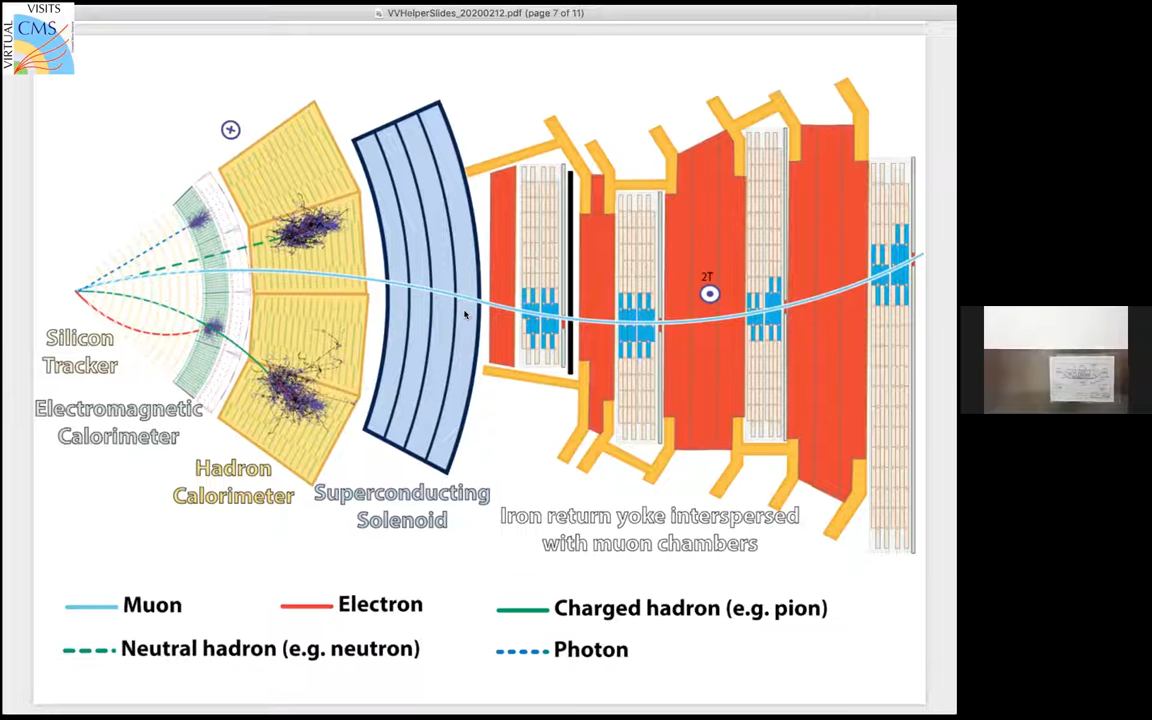 VVHelperSlides_20200212.pdf (page 7 of 11)
VISITS
VIRTUAL
CMS
2T
Silicon
Tracker
Electromagnetic
Calorimeter
Hadron
Calorimeter
Superconducting
Solenoid
Iron return yoke interspersed
with muon chambers
Muon
Electron
Charged hadron (e.g. pion)
Neutral hadron (e.g. neutron)
Photon